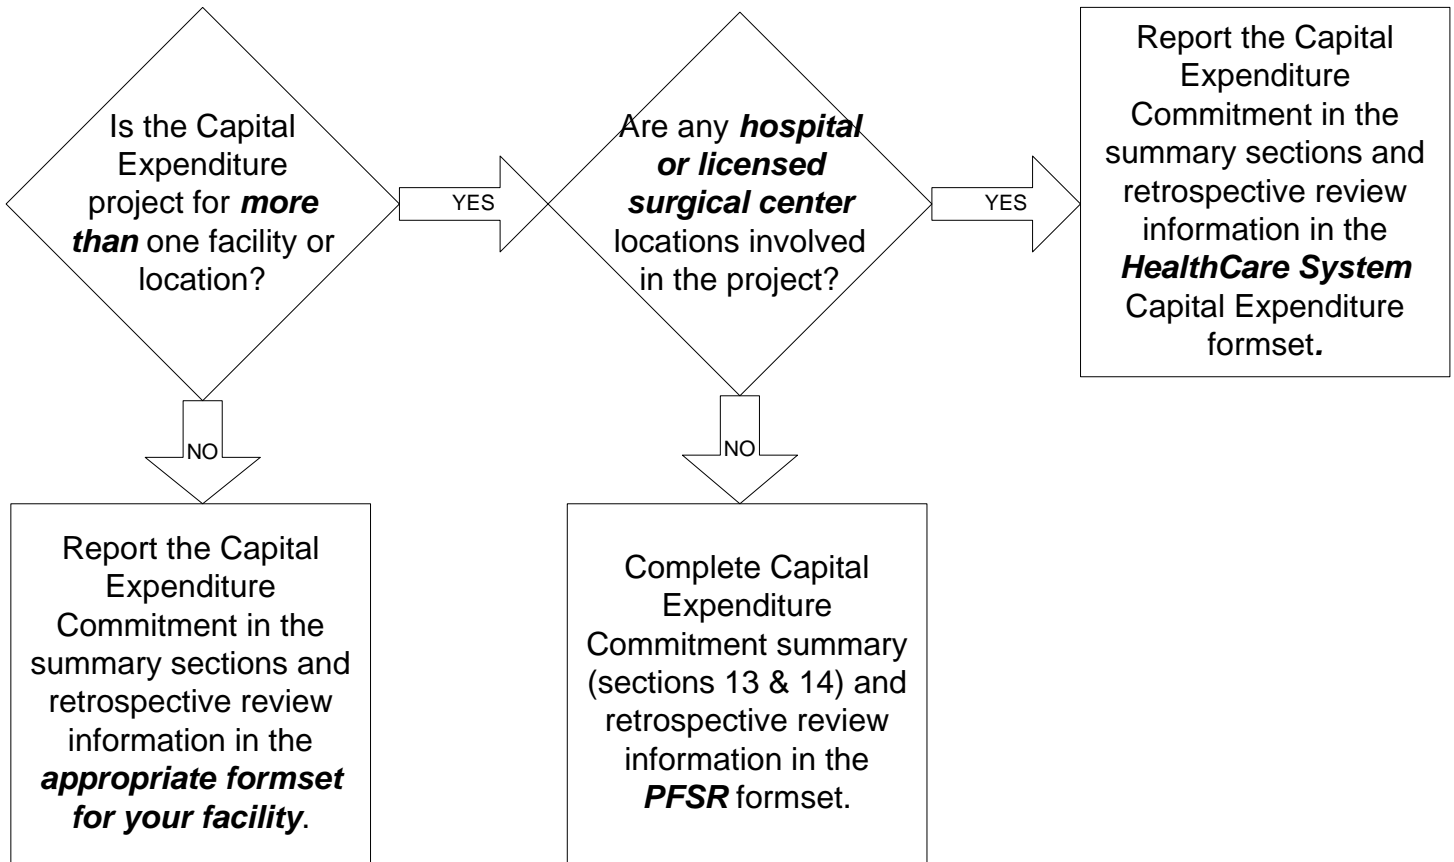 Is the Capital
Expenditure
project for more
than one facility or
location?
YES
Are any hospital
or licensed
surgical center
locations involved
in the project?
YES
Report the Capital
Expenditure
Commitment in the
summary sections and
retrospective review
information in the
HealthCare System
Capital Expenditure
formset.
NO
NO
Report the Capital
Expenditure
Commitment in the
summary sections and
retrospective review
information in the
appropriate formset
for your facility.
Complete Capital
Expenditure
Commitment summary
(sections 13 & 14) and
retrospective review
information in the
PFSR formset.